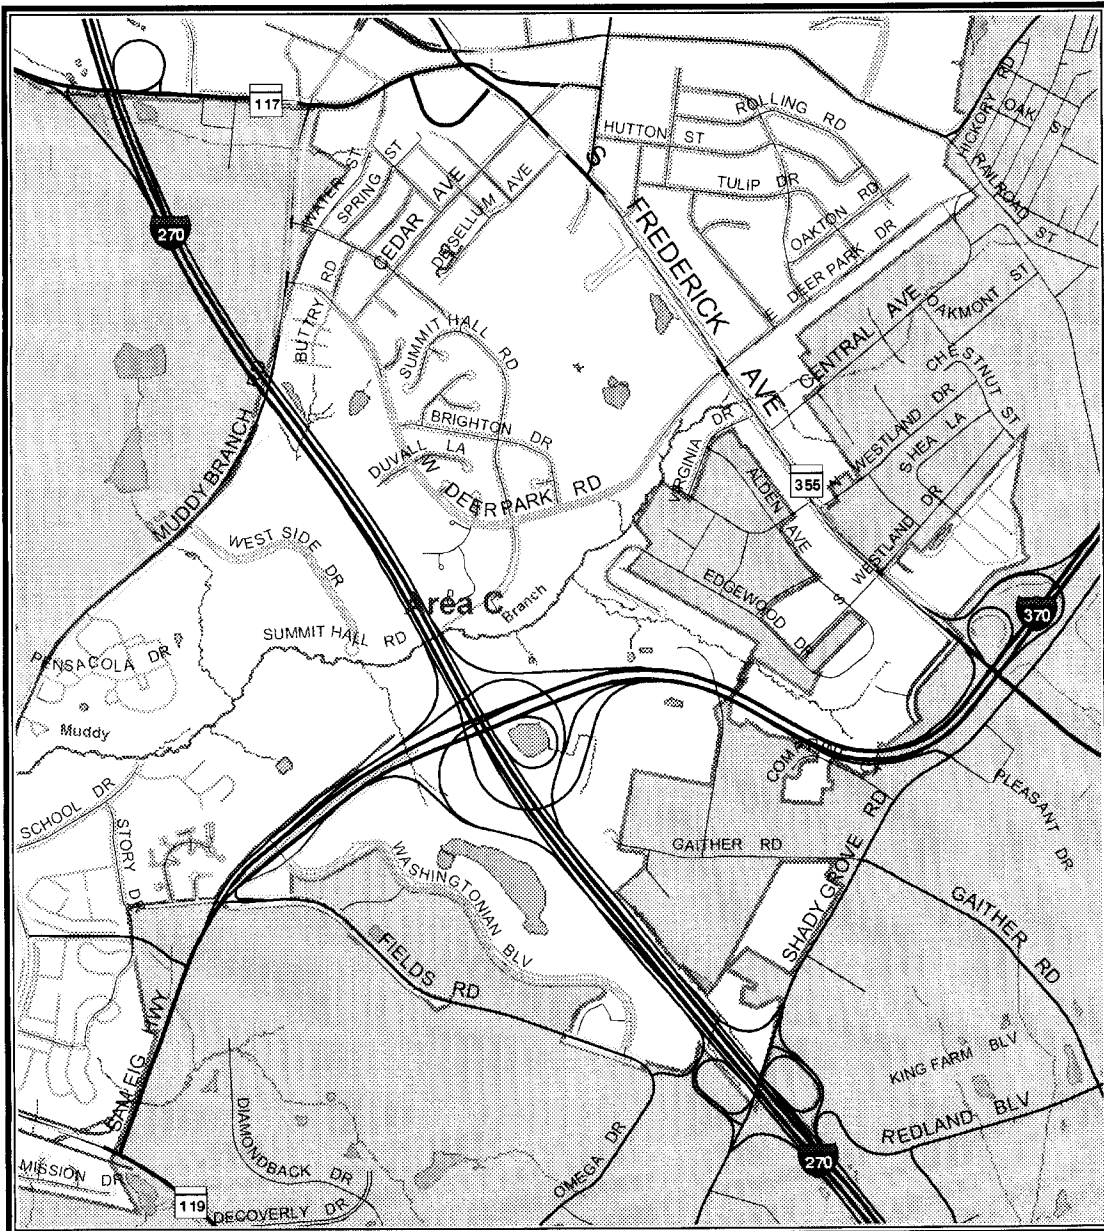 117
HICKORY RD
OAK ST
ROLLING RD
HUTTON ST
RAILROAD ST
WATER ST
SPRING ST
CEDAR AVE
DESELLUM AVE
TULIP DR
OAKTON RD
270
S FREDERICK AVE
E DEER PARK DR
OAKMONT ST
CENTRAL AVE
BUTTRY RD
SUMMIT HALL RD
CHESTNUT ST
BRIGHTON DR
DUVALL LA
W DEER PARK RD
VIRGINIA DR
N WESTLAND DR
SHEA LA
355
ALDEN AVE
MUDDY BRANCH RD
WEST SIDE DR
S WESTLAND DR
EDGEWOOD DR
Area C
Branch
370
SUMMIT HALL RD
PENSACOLA DR
Muddy
SCHOOL DR
STORY DR
PLEASANT DR
GAITHER RD
SHADY GROVE RD
WASHINGTONIAN BLV
GAITHER RD
FIELDS RD
SAM EIG HWY
KING FARM BLV
REDLAND BLV
DIAMONDBACK DR
OMEGA DR
270
MISSION DR
119
DECOVERLY DR